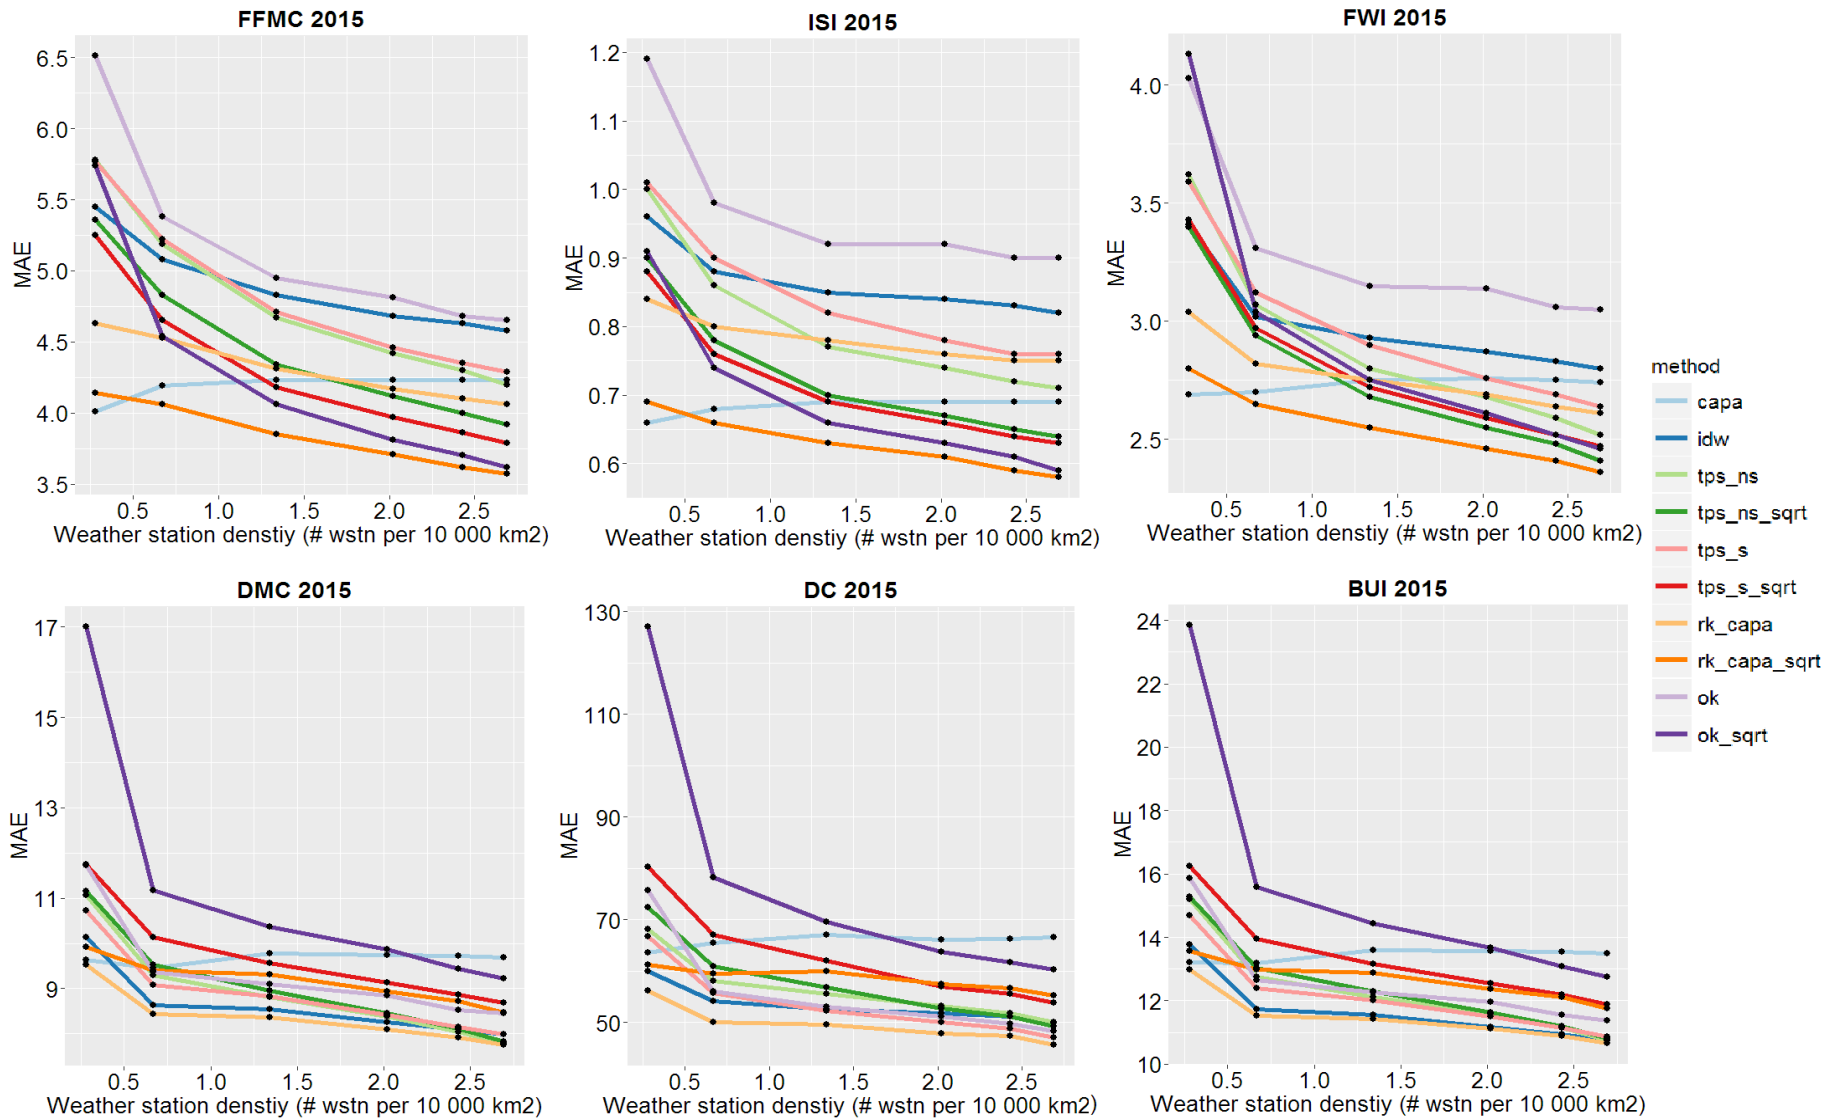 FFMC 2015
ISI 2015
FWI 2015
6.5
6.0
5.5
5.0
4.5
4.0
3.5
MAE
0.5
1.0
1.5
2.0
2.5
Weather station denstiy (# wstn per 10 000 km2)
1.2
1.1
1.0
0.9
0.8
0.7
0.6
MAE
0.5
1.0
1.5
2.0
2.5
Weather station denstiy (# wstn per 10 000 km2)
4.0
3.5
3.0
2.5
MAE
0.5
1.0
1.5
2.0
2.5
Weather station denstiy (# wstn per 10 000 km2)
method
capa
idw
tps_ns
tps_ns_sqrt
tps_s
tps_s_sqrt
rk_capa
rk_capa_sqrt
ok
ok_sqrt
DMC 2015
DC 2015
BUI 2015
17
15
13
11
9
MAE
0.5
1.0
1.5
2.0
2.5
Weather station denstiy (# wstn per 10 000 km2)
130
110
90
70
50
MAE
0.5
1.0
1.5
2.0
2.5
Weather station denstiy (# wstn per 10 000 km2)
24
22
20
18
16
14
12
10
MAE
0.5
1.0
1.5
2.0
2.5
Weather station denstiy (# wstn per 10 000 km2)